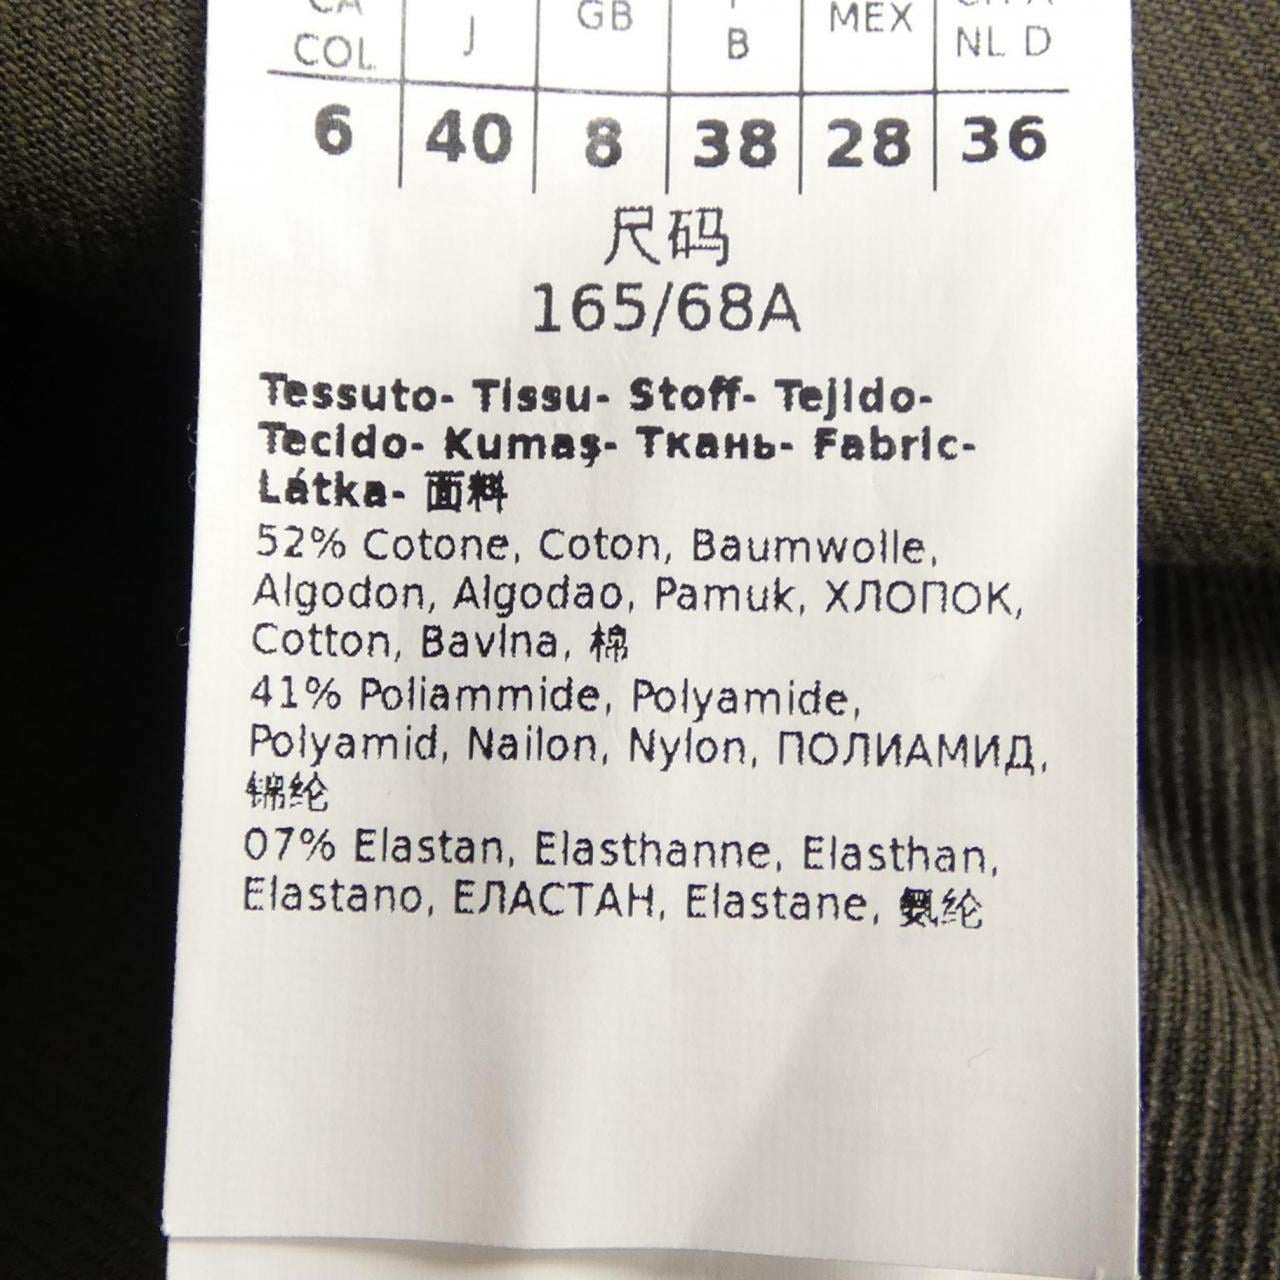 CA J GB F MEX CH A
COL B NL D
6 40 8 38 28 36
尺码
165/68A
Tessuto- Tissu- Stoff- Tejido-
Tecido- Kumaş- Ткань- Fabric-
Látka- 面料
52% Cotone, Coton, Baumwolle,
Algodon, Algodao, Pamuk, ХЛОПОК,
Cotton, Bavlna, 棉
41% Poliammide, Polyamide,
Polyamid, Nailon, Nylon, ПОЛИАМИД,
锦纶
07% Elastan, Elasthanne, Elasthan,
Elastano, ЕЛАСТАН, Elastane, 氨纶